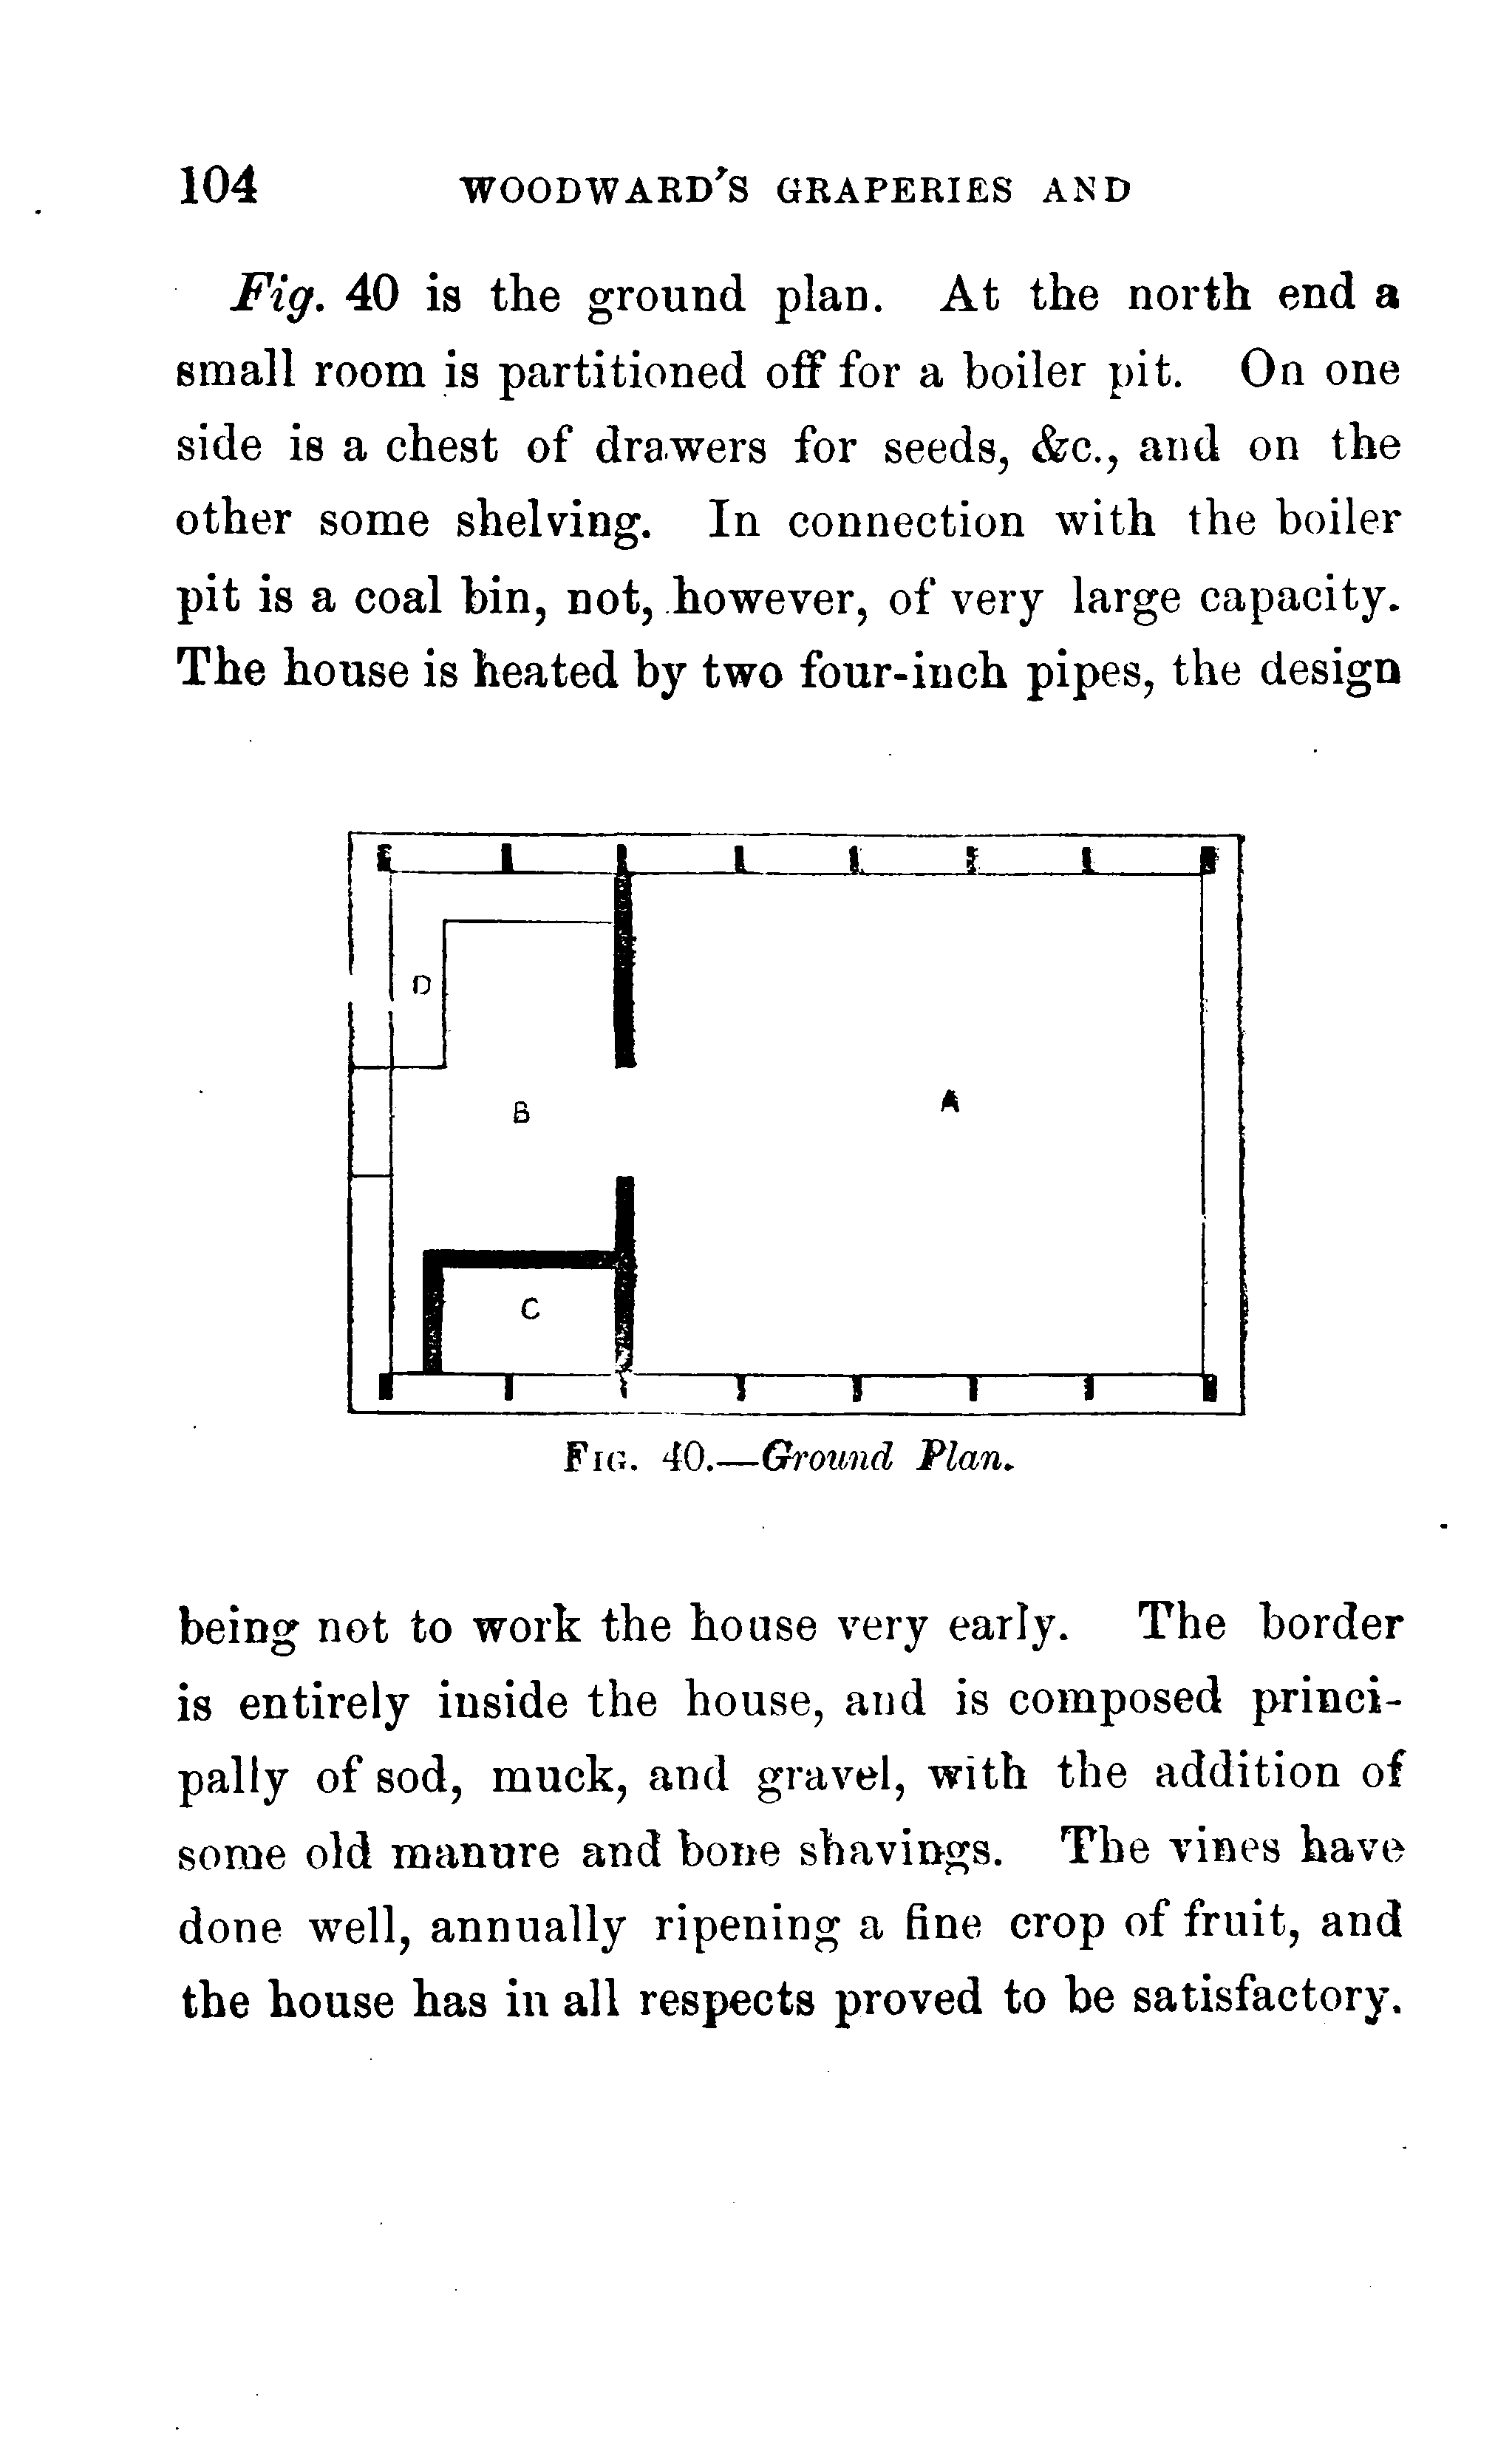 104 WOODWARD'S GRAPERIES AND
Fig. 40 is the ground plan. At the north end a
small room is partitioned off for a boiler pit. On one
side is a chest of drawers for seeds, &c., and on the
other some shelving. In connection with the boiler
pit is a coal bin, not, however, of very large capacity.
The house is heated by two four-inch pipes, the design
D
B
A
C
FIG. 40.—Ground Plan.
being not to work the house very early. The border
is entirely inside the house, and is composed princi-
pally of sod, muck, and gravel, with the addition of
some old manure and bone shavings. The vines have
done well, annually ripening a fine crop of fruit, and
the house has in all respects proved to be satisfactory.